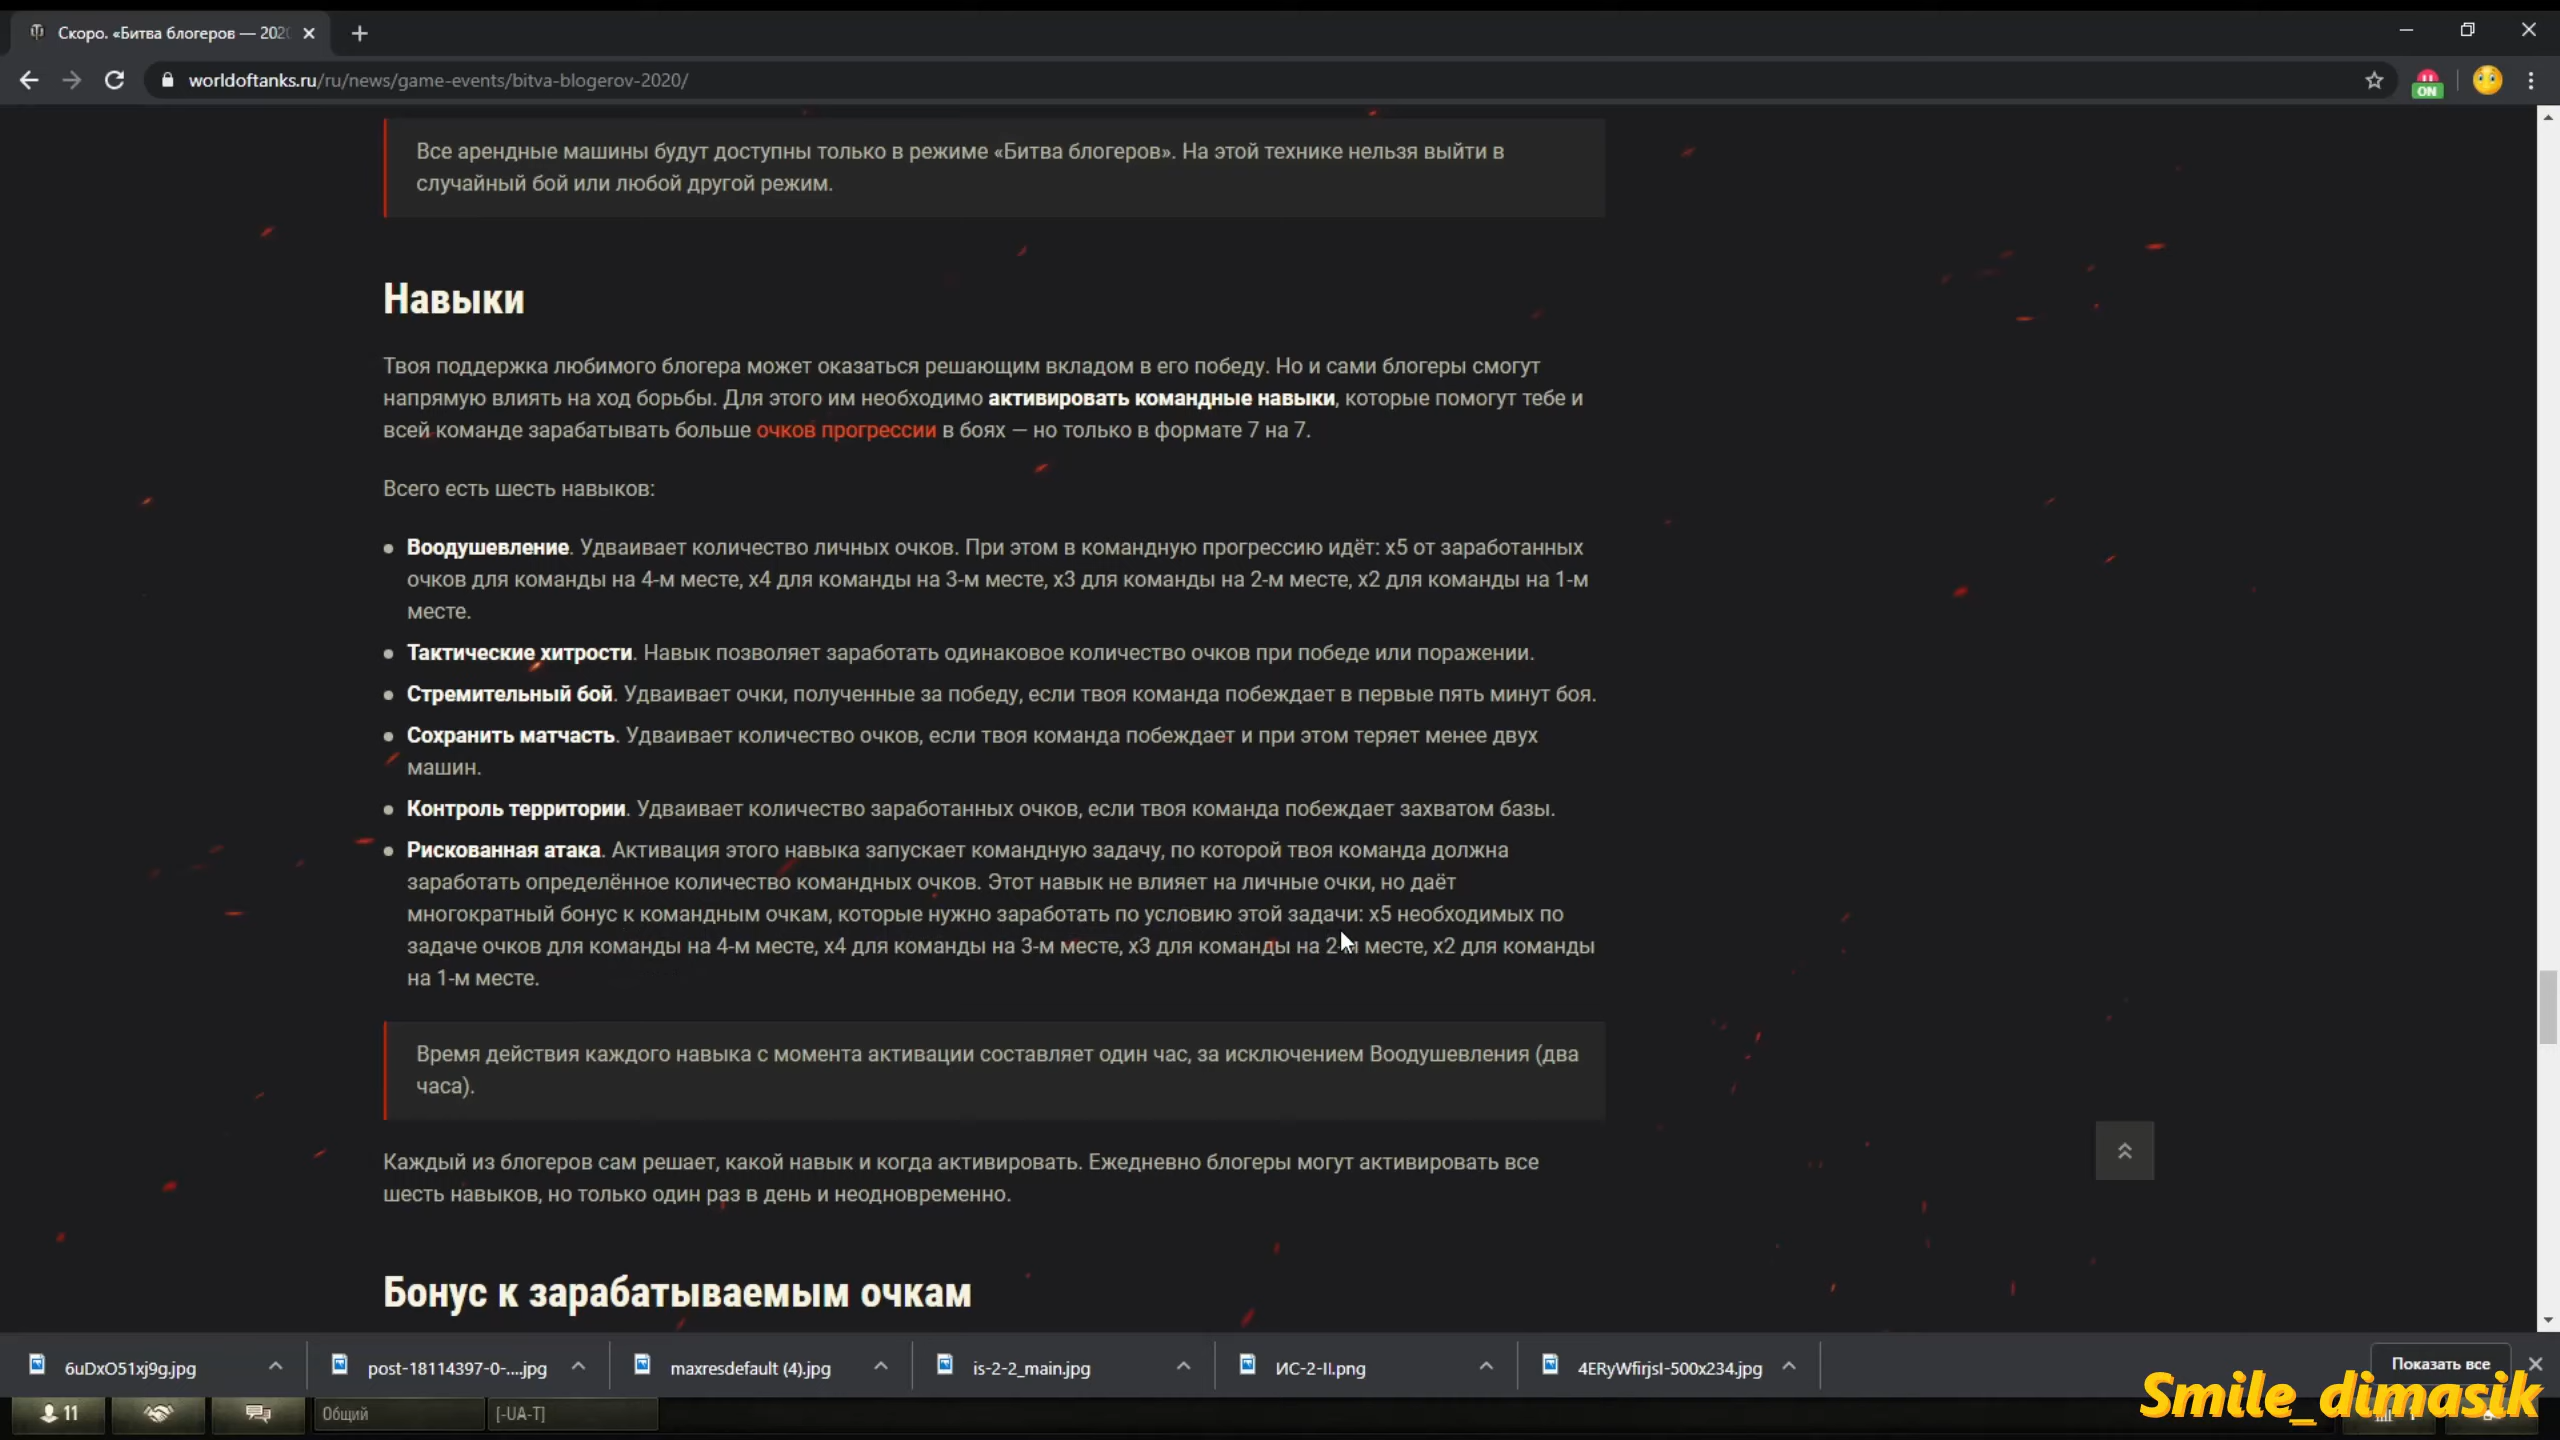 Скоро. «Битва блогеров — 202
worldoftanks.ru/ru/news/game-events/bitva-blogerov-2020/
ON
Все арендные машины будут доступны только в режиме «Битва блогеров». На этой технике нельзя выйти в
случайный бой или любой другой режим.
Навыки
Твоя поддержка любимого блогера может оказаться решающим вкладом в его победу. Но и сами блогеры смогут
напрямую влиять на ход борьбы. Для этого им необходимо активировать командные навыки, которые помогут тебе и
всей команде зарабатывать больше очков прогрессии в боях — но только в формате 7 на 7.
Всего есть шесть навыков:
Воодушевление. Удваивает количество личных очков. При этом в командную прогрессию идёт: x5 от заработанных
очков для команды на 4-м месте, x4 для команды на 3-м месте, x3 для команды на 2-м месте, x2 для команды на 1-м
месте.
Тактические хитрости. Навык позволяет заработать одинаковое количество очков при победе или поражении.
Стремительный бой. Удваивает очки, полученные за победу, если твоя команда побеждает в первые пять минут боя.
Сохранить матчасть. Удваивает количество очков, если твоя команда побеждает и при этом теряет менее двух
машин.
Контроль территории. Удваивает количество заработанных очков, если твоя команда побеждает захватом базы.
Рискованная атака. Активация этого навыка запускает командную задачу, по которой твоя команда должна
заработать определённое количество командных очков. Этот навык не влияет на личные очки, но даёт
многократный бонус к командным очкам, которые нужно заработать по условию этой задачи: x5 необходимых по
задаче очков для команды на 4-м месте, x4 для команды на 3-м месте, x3 для команды на 2-м месте, x2 для команды
на 1-м месте.
Время действия каждого навыка с момента активации составляет один час, за исключением Воодушевления (два
часа).
Каждый из блогеров сам решает, какой навык и когда активировать. Ежедневно блогеры могут активировать все
шесть навыков, но только один раз в день и неодновременно.
Бонус к зарабатываемым очкам
6uDxO51xj9g.jpg
post-18114397-0-....jpg
maxresdefault (4).jpg
is-2-2_main.jpg
ИС-2-II.png
4ERyWfirjsI-500x234.jpg
Показать все
11
Общий
[-UA-T]
Smile_dimasik